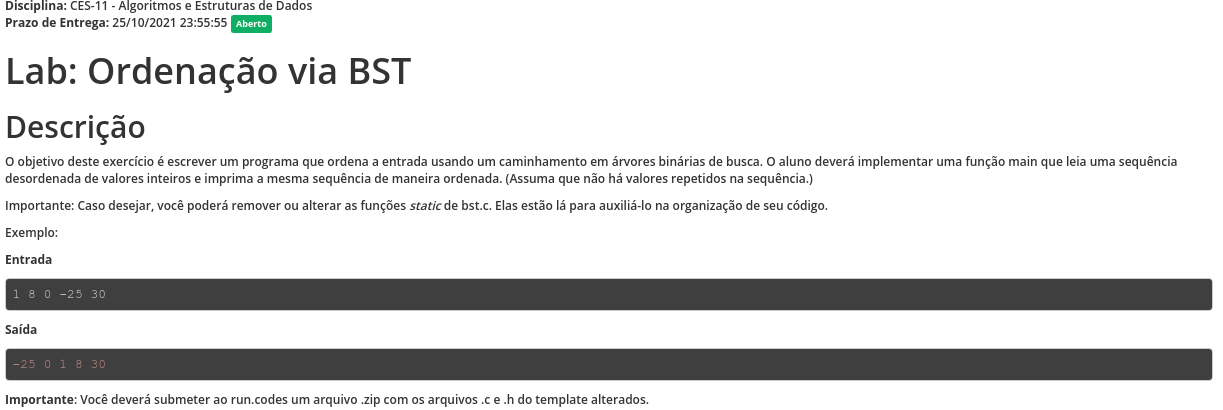 Disciplina: CES-11 - Algoritmos e Estruturas de Dados
Prazo de Entrega: 25/10/2021 23:55:55 Aberto
Lab: Ordenação via BST
Descrição
O objetivo deste exercício é escrever um programa que ordena a entrada usando um caminhamento em árvores binárias de busca. O aluno deverá implementar uma função main que leia uma sequência
desordenada de valores inteiros e imprima a mesma sequência de maneira ordenada. (Assuma que não há valores repetidos na sequência.)
Importante: Caso desejar, você poderá remover ou alterar as funções static de bst.c. Elas estão lá para auxiliá-lo na organização de seu código.
Exemplo:
Entrada
1 8 0 -25 30
Saída
-25 0 1 8 30
Importante: Você deverá submeter ao run.codes um arquivo .zip com os arquivos .c e .h do template alterados.